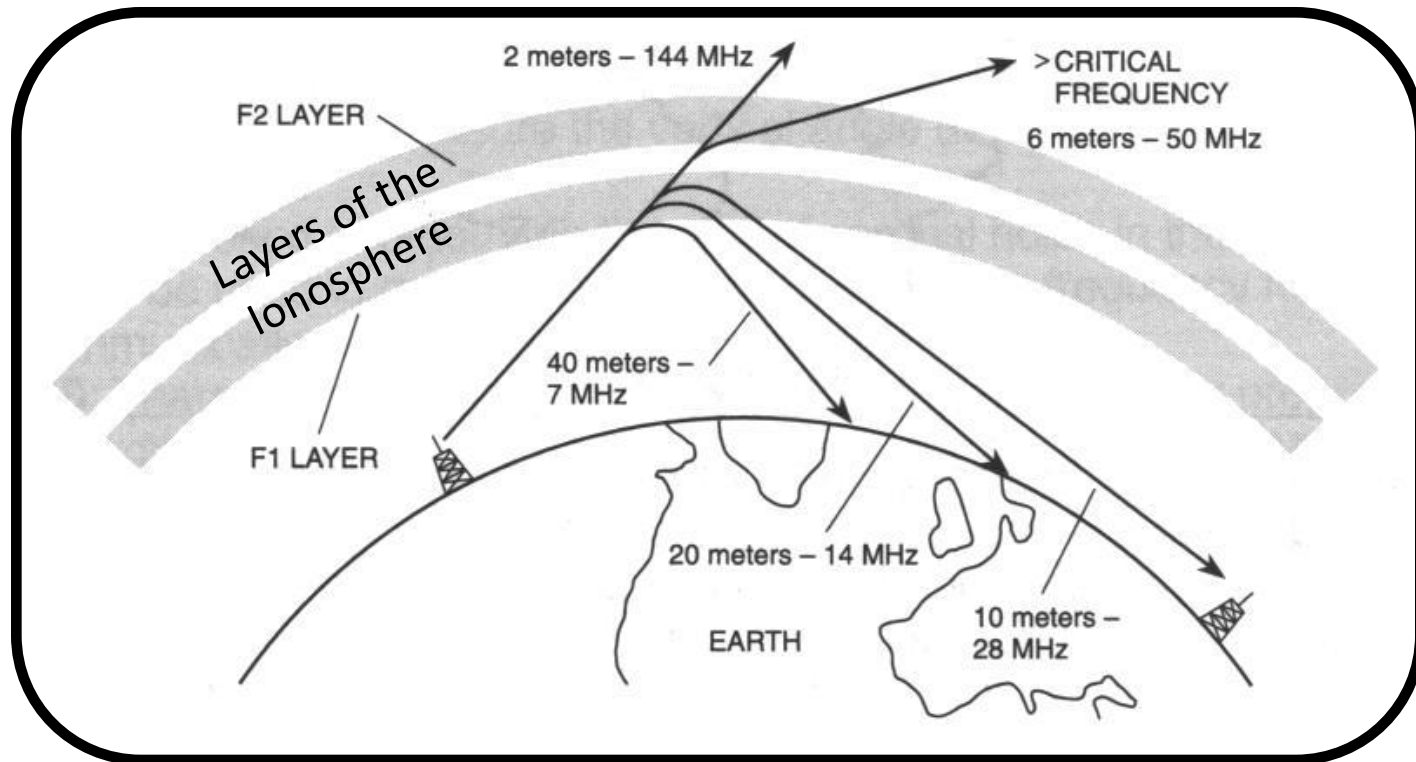 2 meters – 144 MHz
>CRITICAL
FREQUENCY
6 meters – 50 MHz
F2 LAYER
Layers of the
Ionosphere
40 meters –
7 MHz
F1 LAYER
20 meters – 14 MHz
10 meters –
28 MHz
EARTH